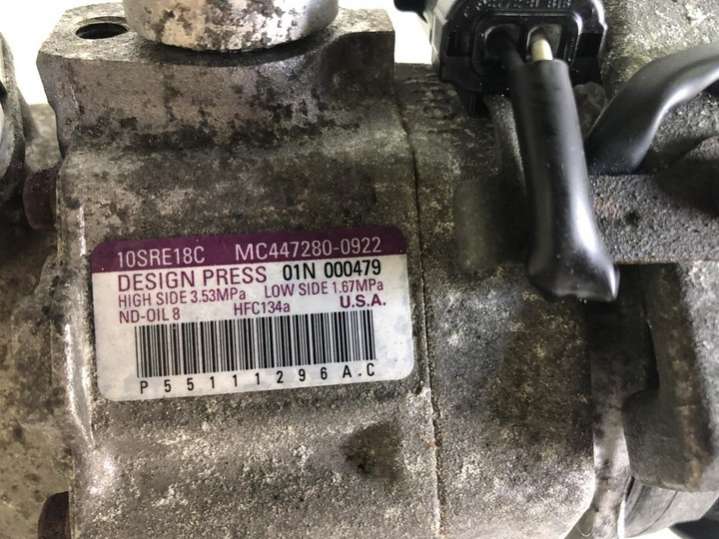 10SRE18C MC447280-0922
DESIGN PRESS 01N 000479
HIGH SIDE 3.53MPa LOW SIDE 1.67MPa
ND-OIL 8 HFC134a U.S.A.
P55111296A.C